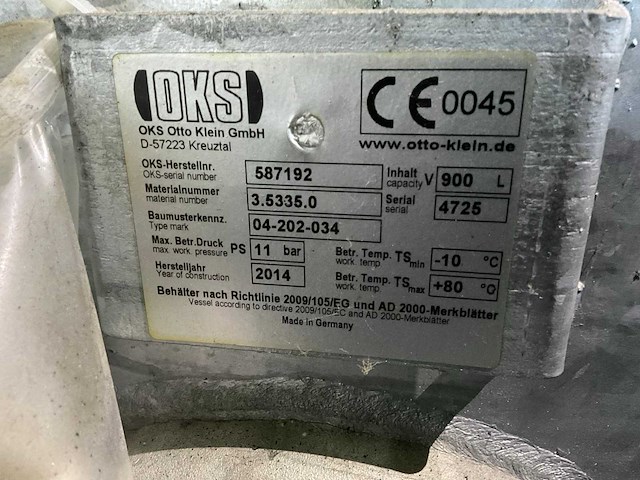 OKS
OKS Otto Klein GmbH
D-57223 Kreuztal
CE 0045
www.otto-klein.de
OKS-Herstellnr. 587192
OKS-serial number
Inhalt V 900 L
capacity
Materialnummer 3.5335.0
material number
Serial 4725
serial
Baumusterkennz. 04-202-034
Type mark
Max. Betr.Druck PS 11 bar
max. work. pressure
Betr. Temp. TSmin -10 °C
work. temp
Herstelljahr 2014
Year of construction
Betr. Temp. TSmax +80 °C
work. temp.
Behälter nach Richtlinie 2009/105/EG und AD 2000-Merkblätter
Vessel according to directive 2009/105/EC and AD 2000-Merkblätter
Made in Germany